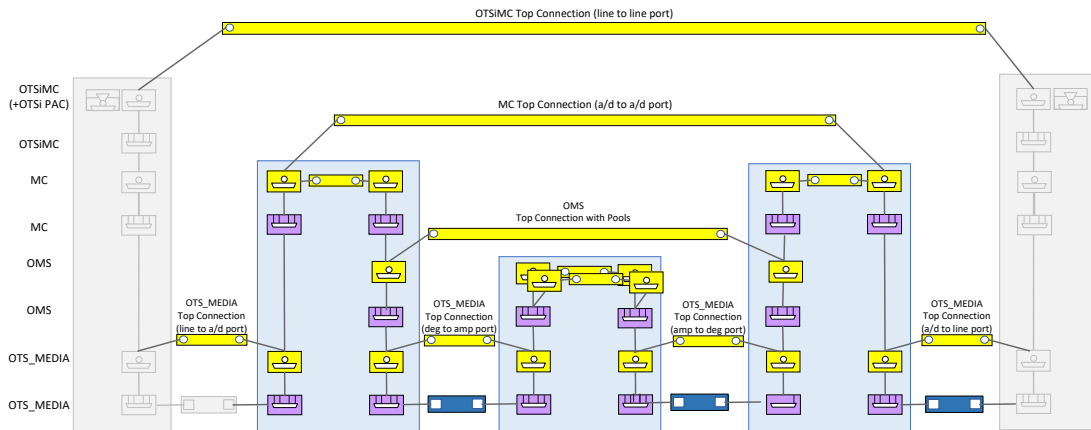 OTSiMC Top Connection (line to line port)
OTSiMC
(+OTSi PAC)
MC Top Connection (a/d to a/d port)
OTSiMC
MC
MC
OMS
Top Connection with Pools
OMS
OMS
OTS_MEDIA
Top Connection
(line to a/d port)
OTS_MEDIA
Top Connection
(deg to amp port)
OTS_MEDIA
Top Connection
(amp to deg port)
OTS_MEDIA
Top Connection
(a/d to line port)
OTS_MEDIA
OTS_MEDIA